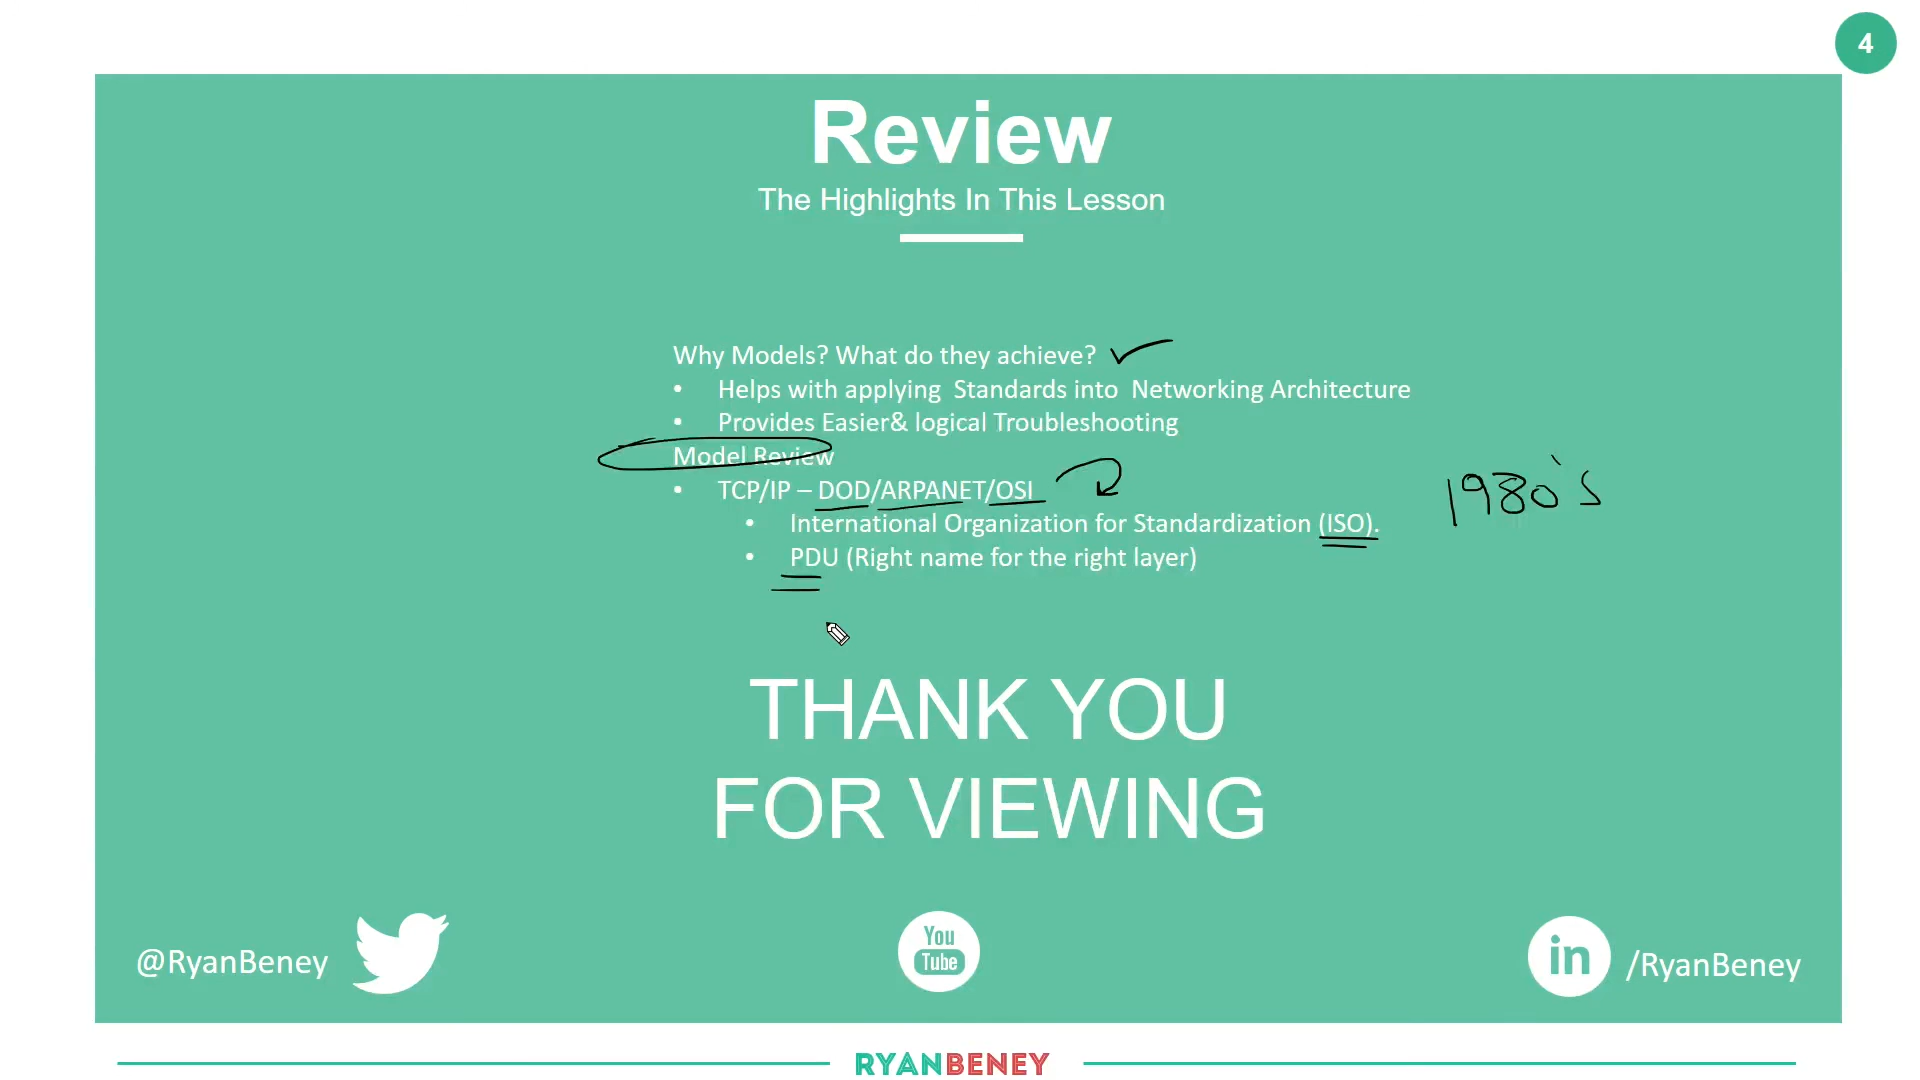 4
Review
The Highlights In This Lesson
Why Models? What do they achieve?
• Helps with applying Standards into Networking Architecture
• Provides Easier& logical Troubleshooting
Model Review
• TCP/IP – DOD/ARPANET/OSI
1980's
• International Organization for Standardization (ISO).
• PDU (Right name for the right layer)
THANK YOU
FOR VIEWING
@RyanBeney
You
Tube
in
/RyanBeney
RYANBENEY